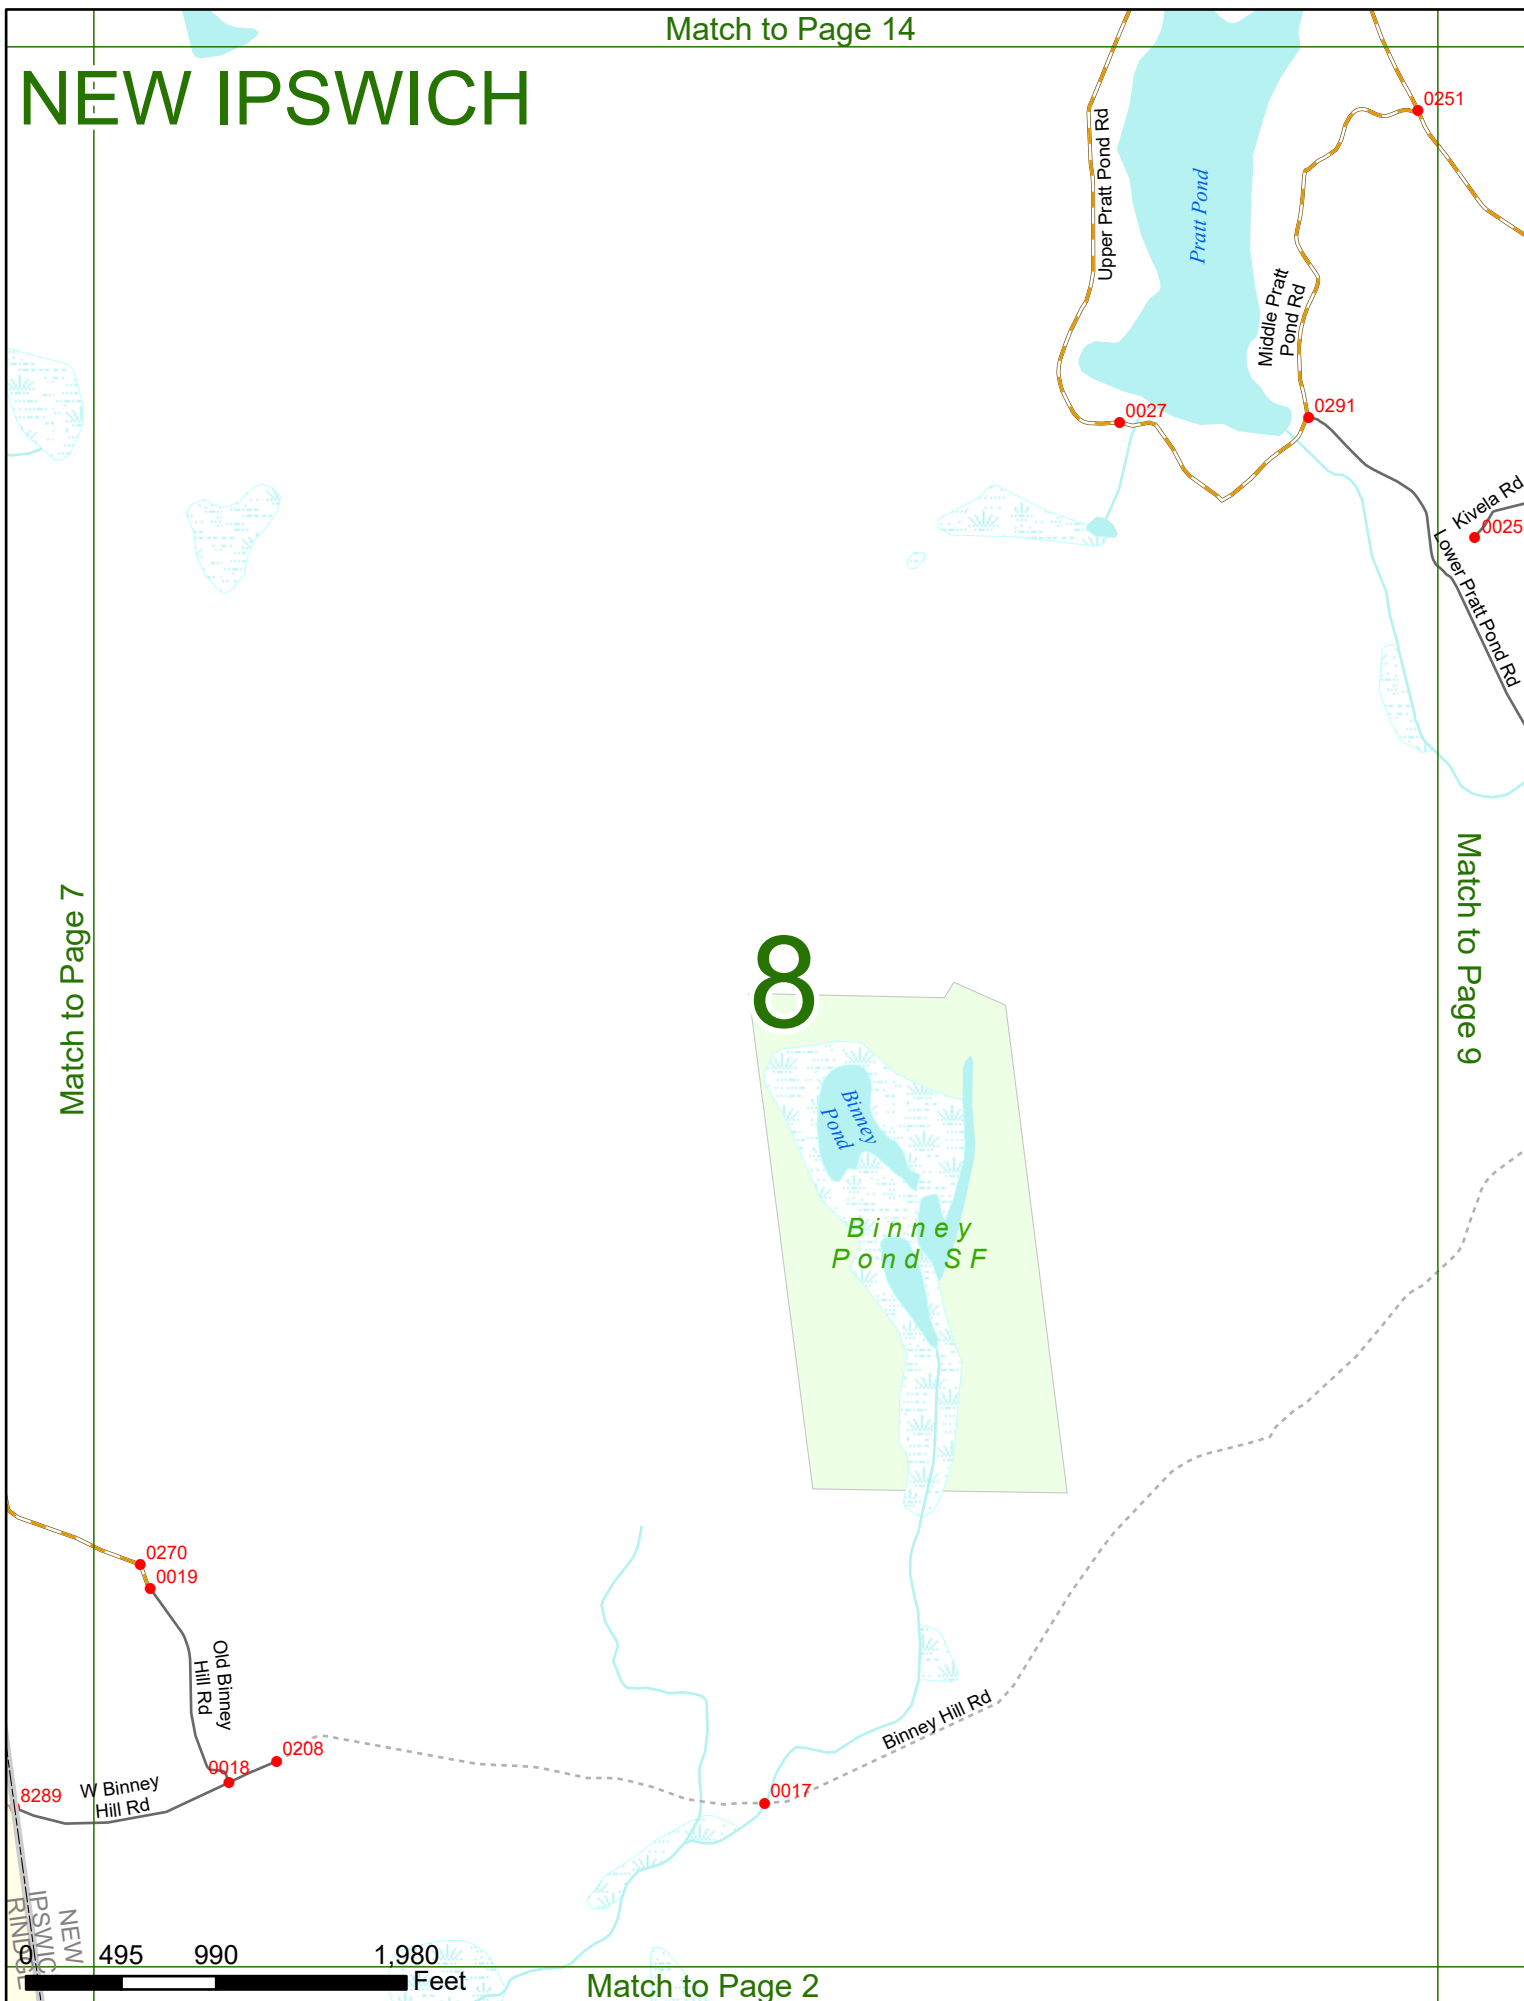 Match to Page 14
NEW IPSWICH
0251
Upper Pratt Pond Rd
Pratt Pond
Middle Pratt
Pond Rd
0027
0291
Kivela Rd
0025
Lower Pratt Pond Rd
Match to Page 7
Match to Page 9
8
Binney
Pond
Binney
Pond SF
0270
0019
Old Binney
Hill Rd
0018
0208
8289
W Binney
Hill Rd
0017
Binney Hill Rd
NEW
IPSWIC
RINDGE
0
495
990
1,980
Feet
Match to Page 2